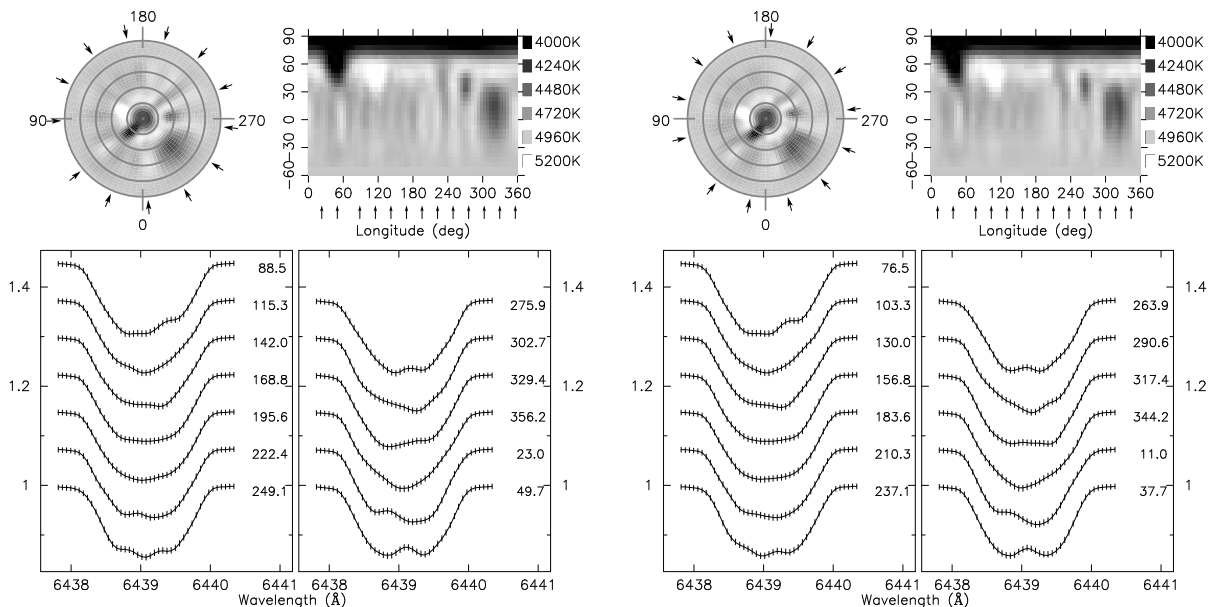 180
90
270
0
90
60
30
0
−30
−60
0 60 120 180 240 300 360
Longitude (deg)
4000K
4240K
4480K
4720K
4960K
5200K
1.4
1.2
1
88.5
115.3
142.0
168.8
195.6
222.4
249.1
275.9
302.7
329.4
356.2
23.0
49.7
1.4
1.2
1
6438 6439 6440 6441 6438 6439 6440 6441
Wavelength (Å)
180
90
270
0
90
60
30
0
−30
−60
0 60 120 180 240 300 360
Longitude (deg)
4000K
4240K
4480K
4720K
4960K
5200K
76.5
103.3
130.0
156.8
183.6
210.3
237.1
263.9
290.6
317.4
344.2
11.0
37.7
1.4
1.2
1
6438 6439 6440 6441 6438 6439 6440 6441
Wavelength (Å)